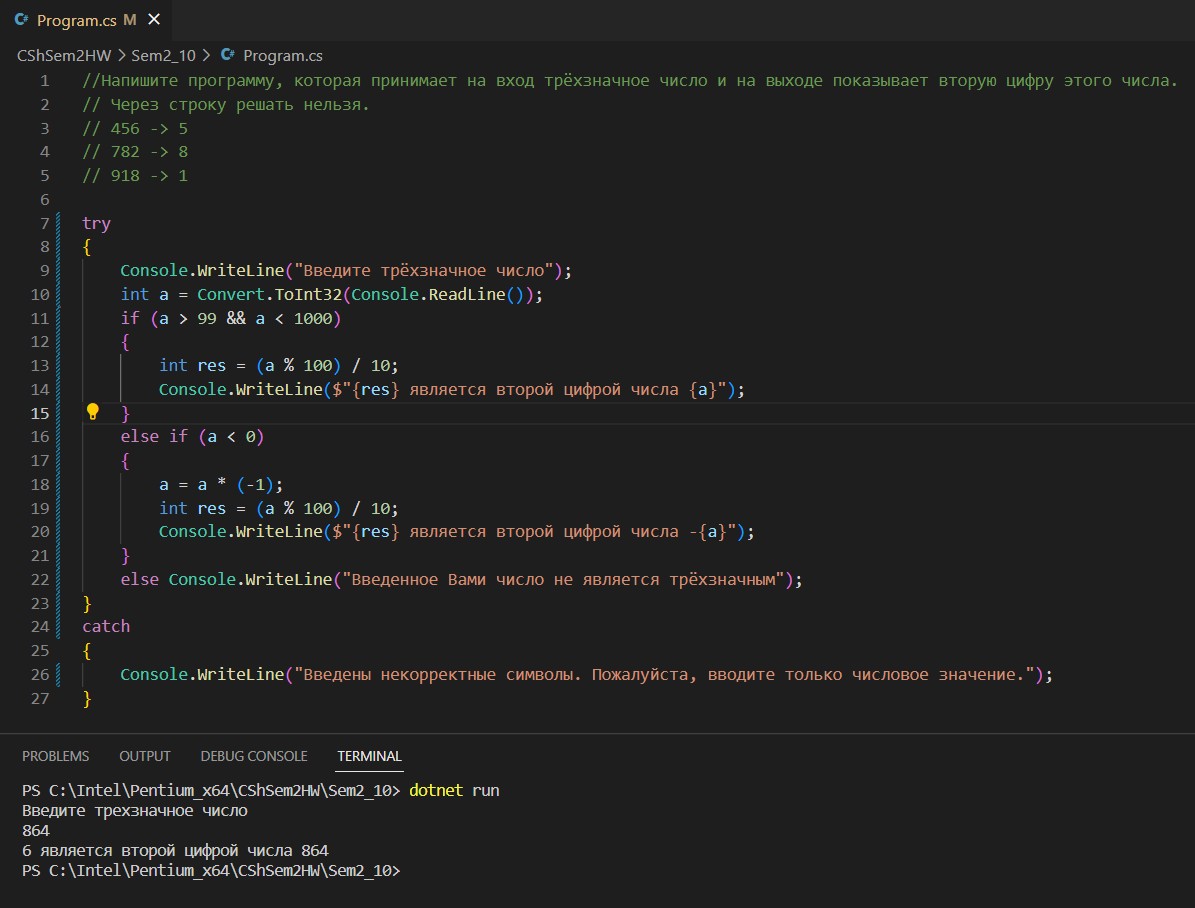 Program.cs M
CShSem2HW > Sem2_10 > Program.cs
1 //Напишите программу, которая принимает на вход трёхзначное число и на выходе показывает вторую цифру этого числа.
2 // Через строку решать нельзя.
3 // 456 -> 5
4 // 782 -> 8
5 // 918 -> 1
6
7 try
8 {
9 Console.WriteLine("Введите трёхзначное число");
10 int a = Convert.ToInt32(Console.ReadLine());
11 if (a > 99 && a < 1000)
12 {
13 int res = (a % 100) / 10;
14 Console.WriteLine($"{res} является второй цифрой числа {a}");
15 }
16 else if (a < 0)
17 {
18 a = a * (-1);
19 int res = (a % 100) / 10;
20 Console.WriteLine($"{res} является второй цифрой числа -{a}");
21 }
22 else Console.WriteLine("Введенное Вами число не является трёхзначным");
23 }
24 catch
25 {
26 Console.WriteLine("Введены некорректные символы. Пожалуйста, вводите только числовое значение.");
27 }
PROBLEMS OUTPUT DEBUG CONSOLE TERMINAL
PS C:\Intel\Pentium_x64\CShSem2HW\Sem2_10> dotnet run
Введите трехзначное число
864
6 является второй цифрой числа 864
PS C:\Intel\Pentium_x64\CShSem2HW\Sem2_10>